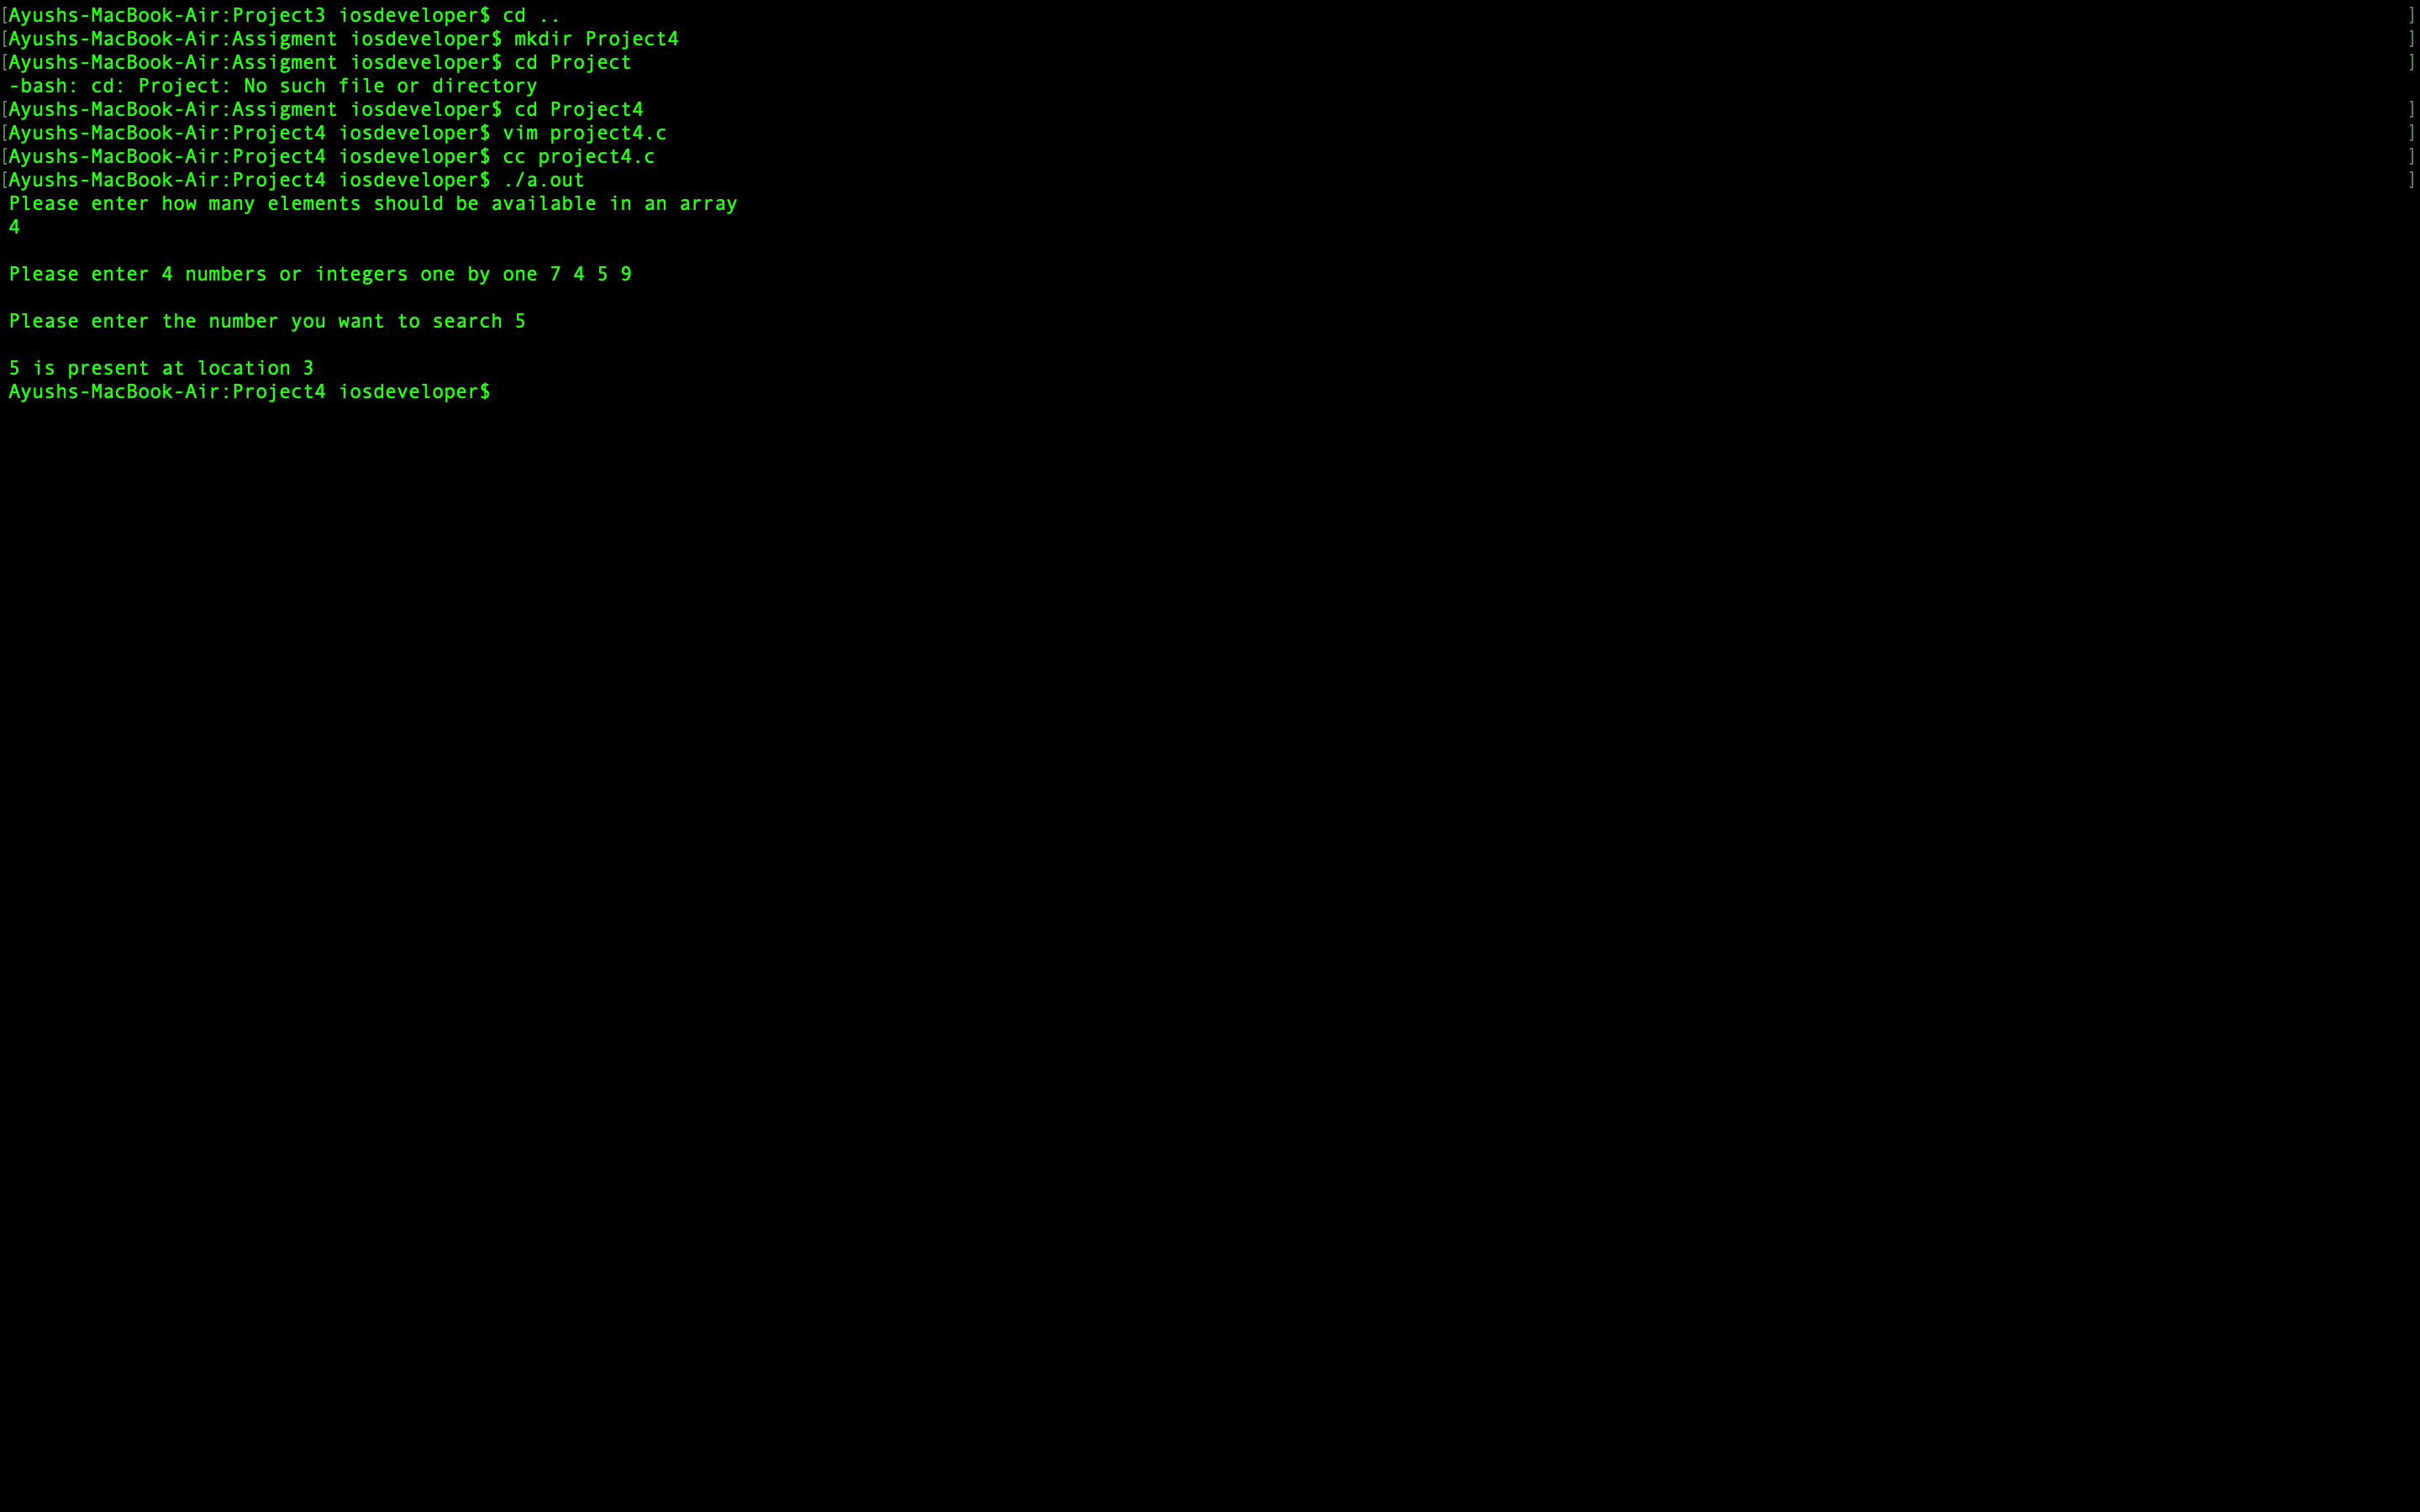 [Ayushs-MacBook-Air:Project3 iosdeveloper$ cd .. ]
[Ayushs-MacBook-Air:Assigment iosdeveloper$ mkdir Project4 ]
[Ayushs-MacBook-Air:Assigment iosdeveloper$ cd Project ]
-bash: cd: Project: No such file or directory
[Ayushs-MacBook-Air:Assigment iosdeveloper$ cd Project4 ]
[Ayushs-MacBook-Air:Project4 iosdeveloper$ vim project4.c ]
[Ayushs-MacBook-Air:Project4 iosdeveloper$ cc project4.c ]
[Ayushs-MacBook-Air:Project4 iosdeveloper$ ./a.out ]
Please enter how many elements should be available in an array
4
Please enter 4 numbers or integers one by one 7 4 5 9
Please enter the number you want to search 5
5 is present at location 3
Ayushs-MacBook-Air:Project4 iosdeveloper$